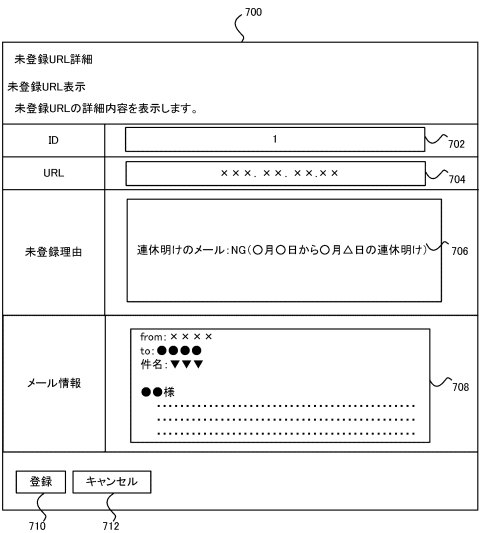 700
未登録URL詳細
未登録URL表示
未登録URLの詳細内容を表示します。
ID
1
702
URL
×××. ××. ××.××
704
未登録理由
連休明けのメール:NG(〇月〇日から〇月△日の連休明け)
706
メール情報
from: ××××
to:●●●●
件名:▼▼▼
●●様
708
登録
キャンセル
710
712